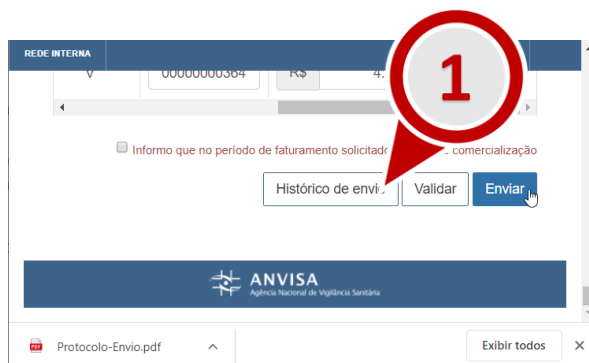 REDE INTERNA
1
V 00000000364 R$ 4.
Informo que no período de faturamento solicitado comercialização
Histórico de envio Validar Enviar
ANVISA
Agência Nacional de Vigilância Sanitária
PDF Protocolo-Envio.pdf Exibir todos